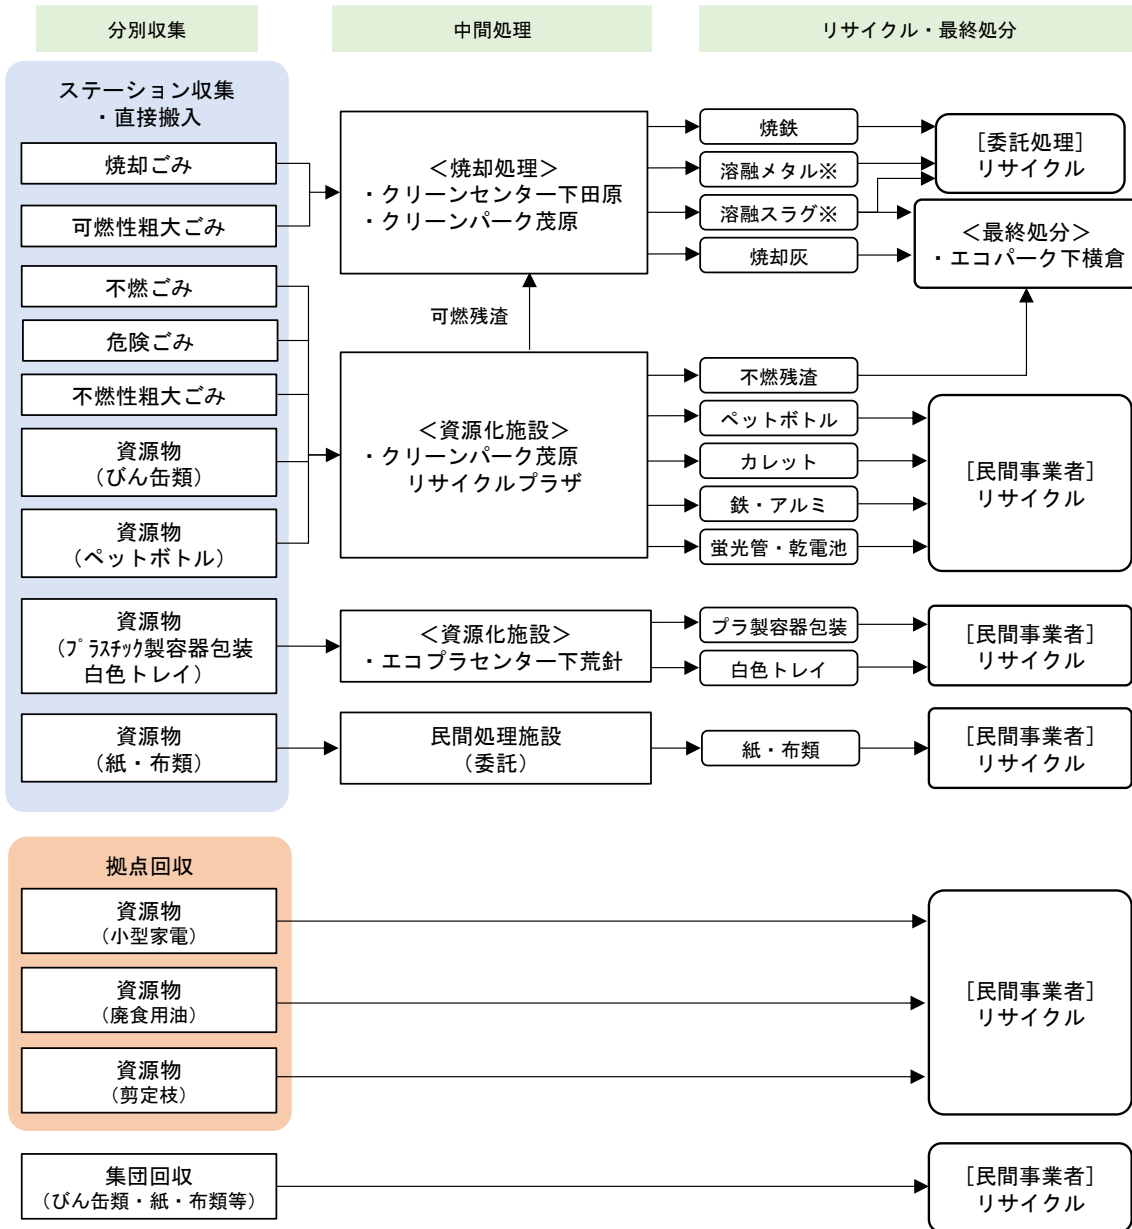 分別収集
中間処理
リサイクル・最終処分
ステーション収集
・直接搬入
焼却ごみ
可燃性粗大ごみ
不燃ごみ
危険ごみ
不燃性粗大ごみ
資源物
（びん缶類）
資源物
（ペットボトル）
資源物
（ﾌﾟﾗｽﾁｯｸ製容器包装
白色トレイ）
資源物
（紙・布類）
＜焼却処理＞
・クリーンセンター下田原
・クリーンパーク茂原
可燃残渣
＜資源化施設＞
・クリーンパーク茂原
リサイクルプラザ
＜資源化施設＞
・エコプラセンター下荒針
民間処理施設
（委託）
焼鉄
溶融メタル※
溶融スラグ※
焼却灰
不燃残渣
ペットボトル
カレット
鉄・アルミ
蛍光管・乾電池
プラ製容器包装
白色トレイ
紙・布類
［委託処理］
リサイクル
＜最終処分＞
・エコパーク下横倉
［民間事業者］
リサイクル
［民間事業者］
リサイクル
［民間事業者］
リサイクル
拠点回収
資源物
（小型家電）
資源物
（廃食用油）
資源物
（剪定枝）
［民間事業者］
リサイクル
集団回収
（びん缶類・紙・布類等）
［民間事業者］
リサイクル